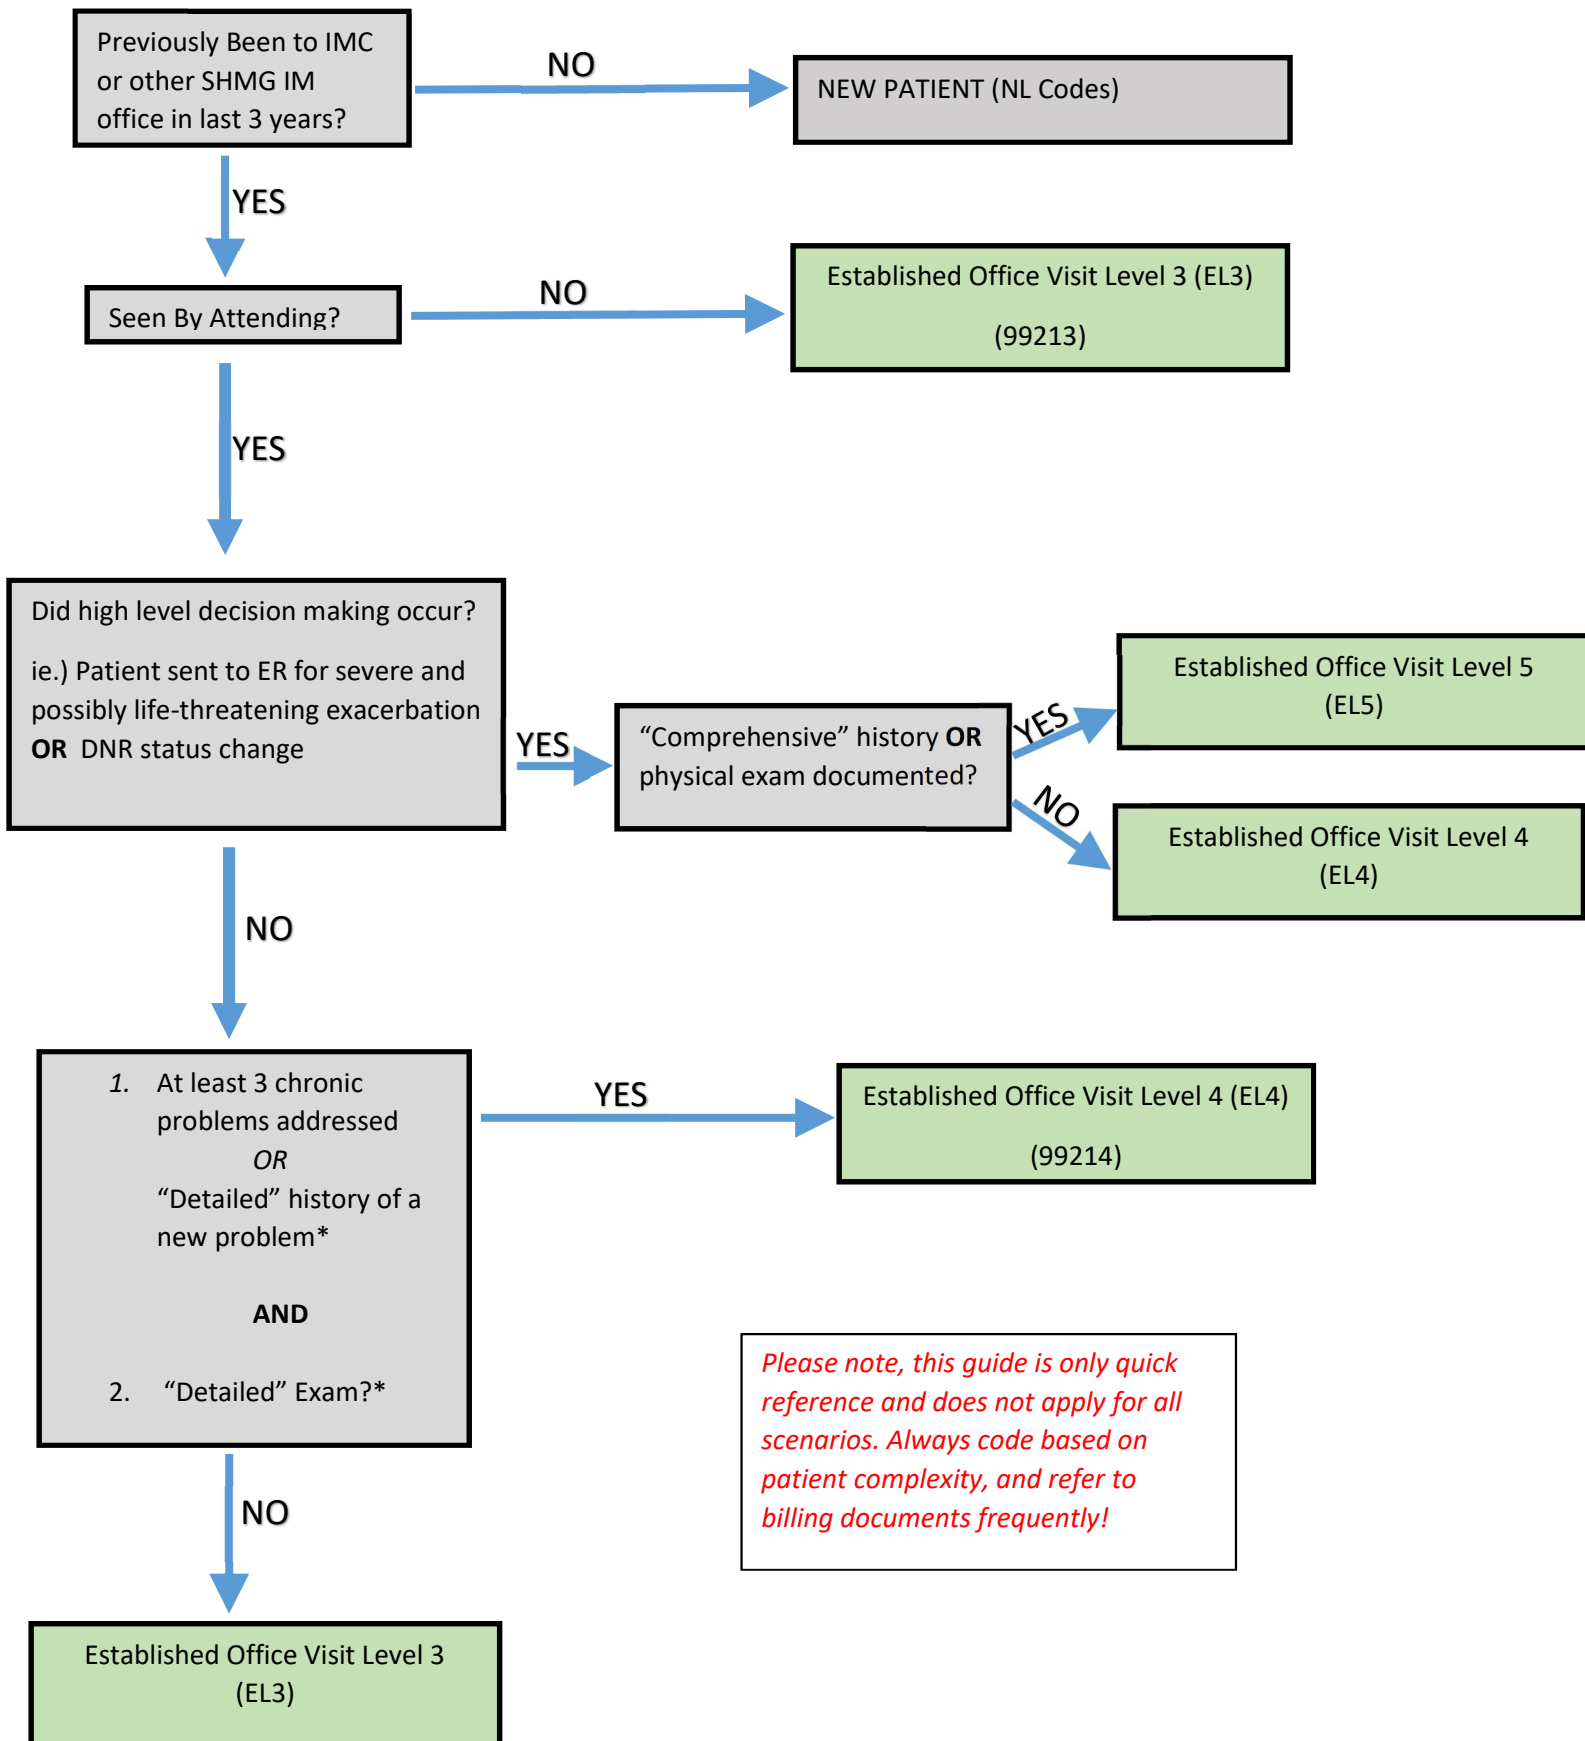 Previously Been to IMC
or other SHMG IM
office in last 3 years?
NO
NEW PATIENT (NL Codes)
YES
Seen By Attending?
NO
Established Office Visit Level 3 (EL3)
(99213)
YES
Did high level decision making occur?
ie.) Patient sent to ER for severe and
possibly life-threatening exacerbation
OR DNR status change
YES
“Comprehensive” history OR
physical exam documented?
YES
Established Office Visit Level 5
(EL5)
NO
Established Office Visit Level 4
(EL4)
NO
1. At least 3 chronic
problems addressed
OR
“Detailed” history of a
new problem*
AND
2. “Detailed” Exam?*
YES
Established Office Visit Level 4 (EL4)
(99214)
Please note, this guide is only quick
reference and does not apply for all
scenarios. Always code based on
patient complexity, and refer to
billing documents frequently!
NO
Established Office Visit Level 3
(EL3)